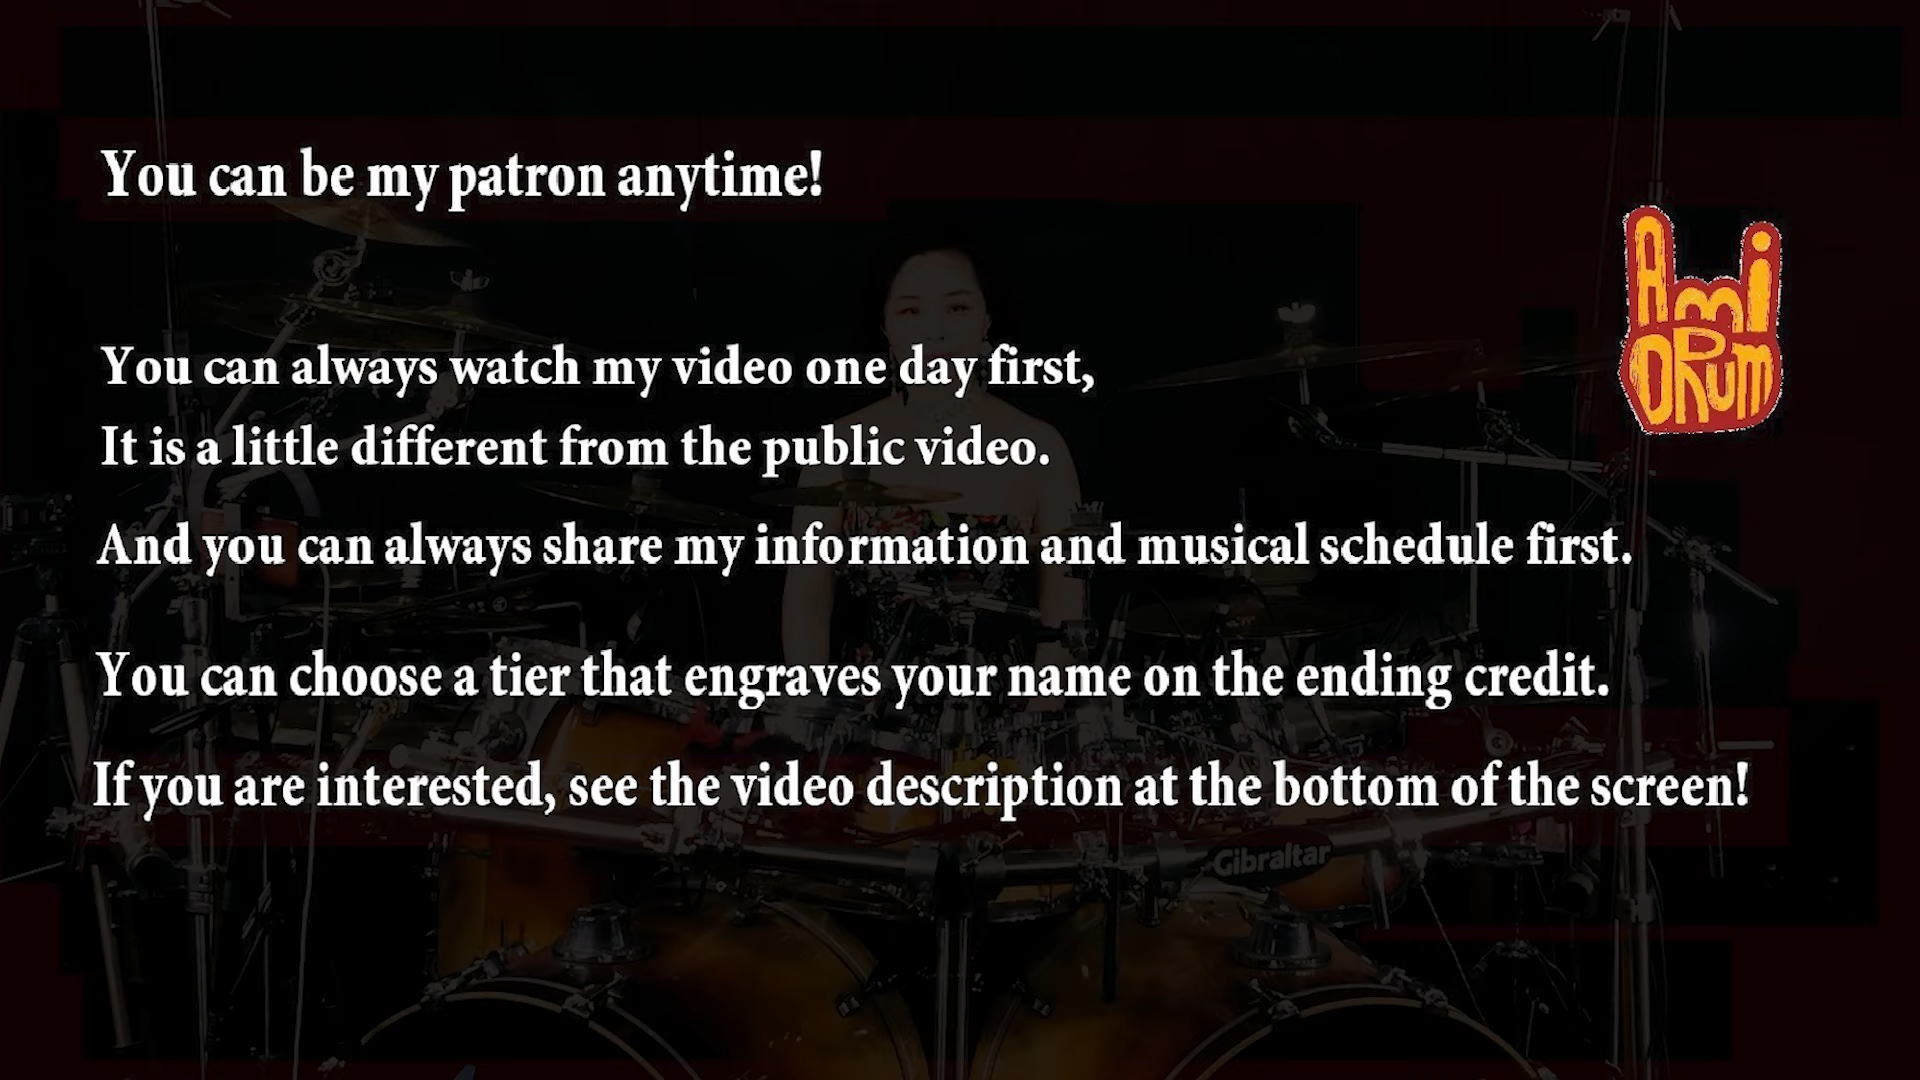 You can be my patron anytime!
Ami
DRum
You can always watch my video one day first,
It is a little different from the public video.
And you can always share my information and musical schedule first.
You can choose a tier that engraves your name on the ending credit.
If you are interested, see the video description at the bottom of the screen!
Gibraltar